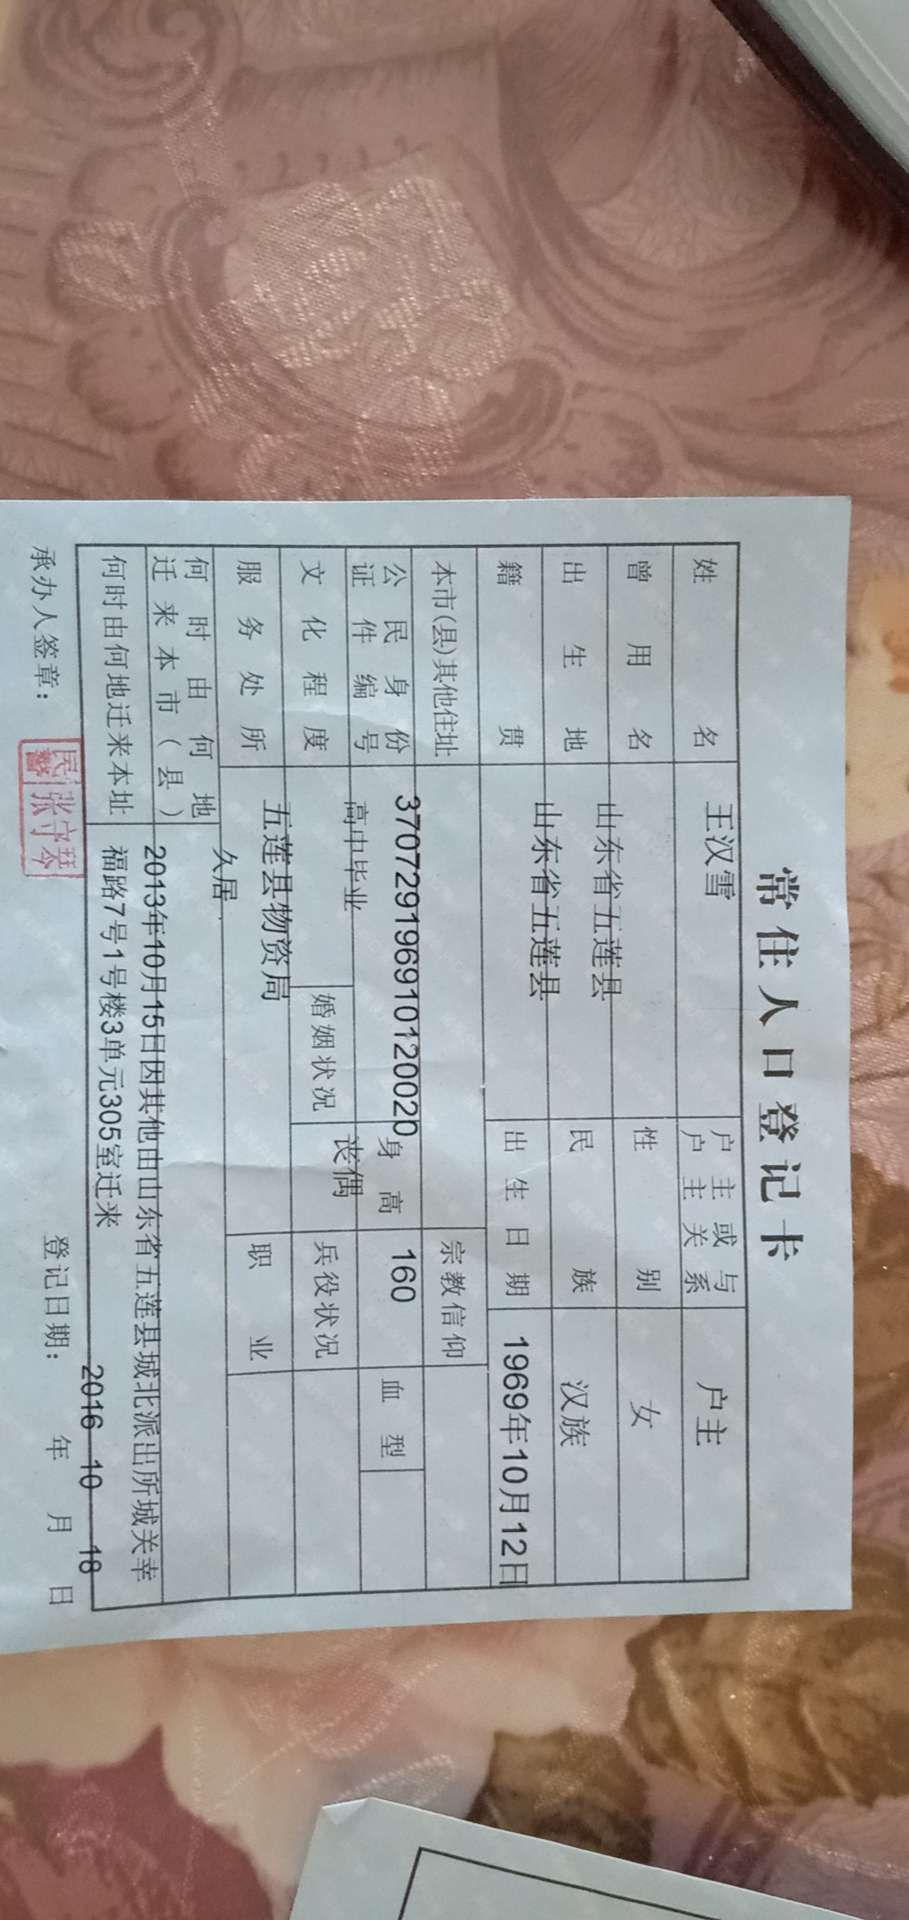 常住人口登记卡
姓名 王汉雪 户主或与户主关系 户主
曾用名 性别 女
出生地 山东省五莲县 民族 汉族
籍贯 山东省五莲县 出生日期 1969年10月12日
本市(县)其他住址 宗教信仰
公民身份证件编号 370729196910120020 身高 160 血型
文化程度 高中毕业 婚姻状况 丧偶 兵役状况
服务处所 五莲县物资局 职业
何时由何地迁来本市(县) 久居
何时由何地迁来本址 2013年10月15日因其他由山东省五莲县城北派出所城关幸
福路7号1号楼3单元305室迁来
承办人签章: 民警 张守琴 登记日期: 2016年10月18日